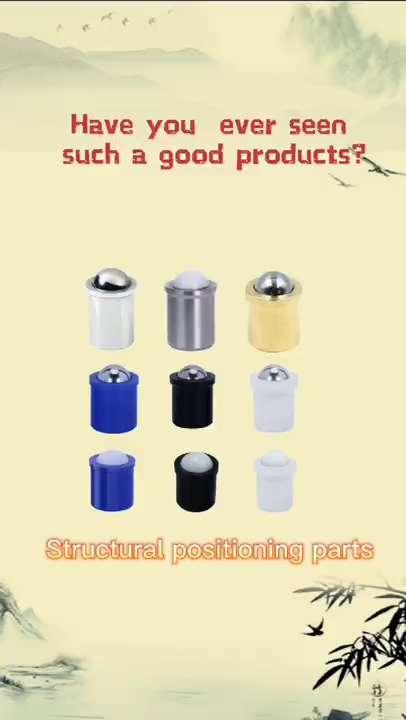 Have you ever seen
such a good products?
Structural positioning parts